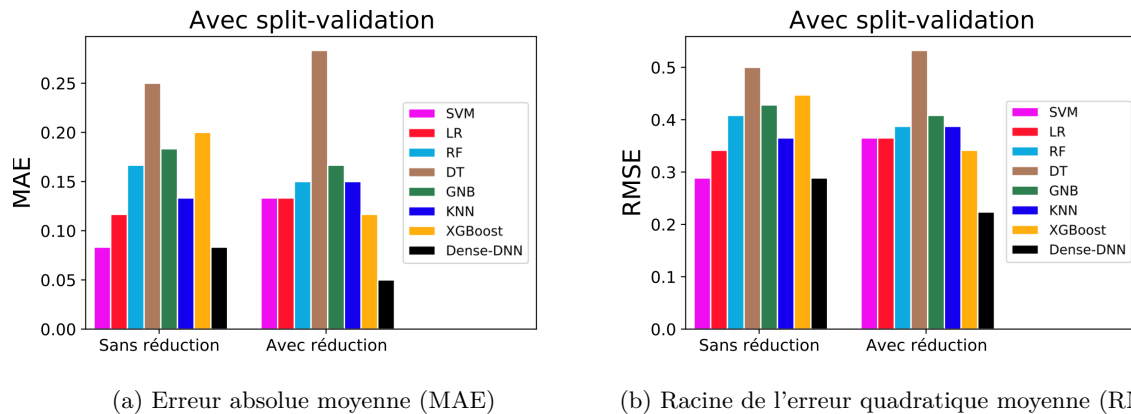 Avec split-validation
MAE
0.25
0.20
0.15
0.10
0.05
0.00
Sans réduction
Avec réduction
SVM
LR
RF
DT
GNB
KNN
XGBoost
Dense-DNN
(a) Erreur absolue moyenne (MAE)
Avec split-validation
RMSE
0.5
0.4
0.3
0.2
0.1
0.0
Sans réduction
Avec réduction
SVM
LR
RF
DT
GNB
KNN
XGBoost
Dense-DNN
(b) Racine de l'erreur quadratique moyenne